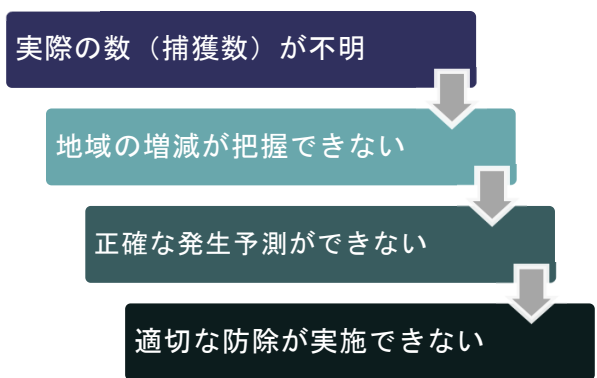 実際の数（捕獲数）が不明
地域の増減が把握できない
正確な発生予測ができない
適切な防除が実施できない